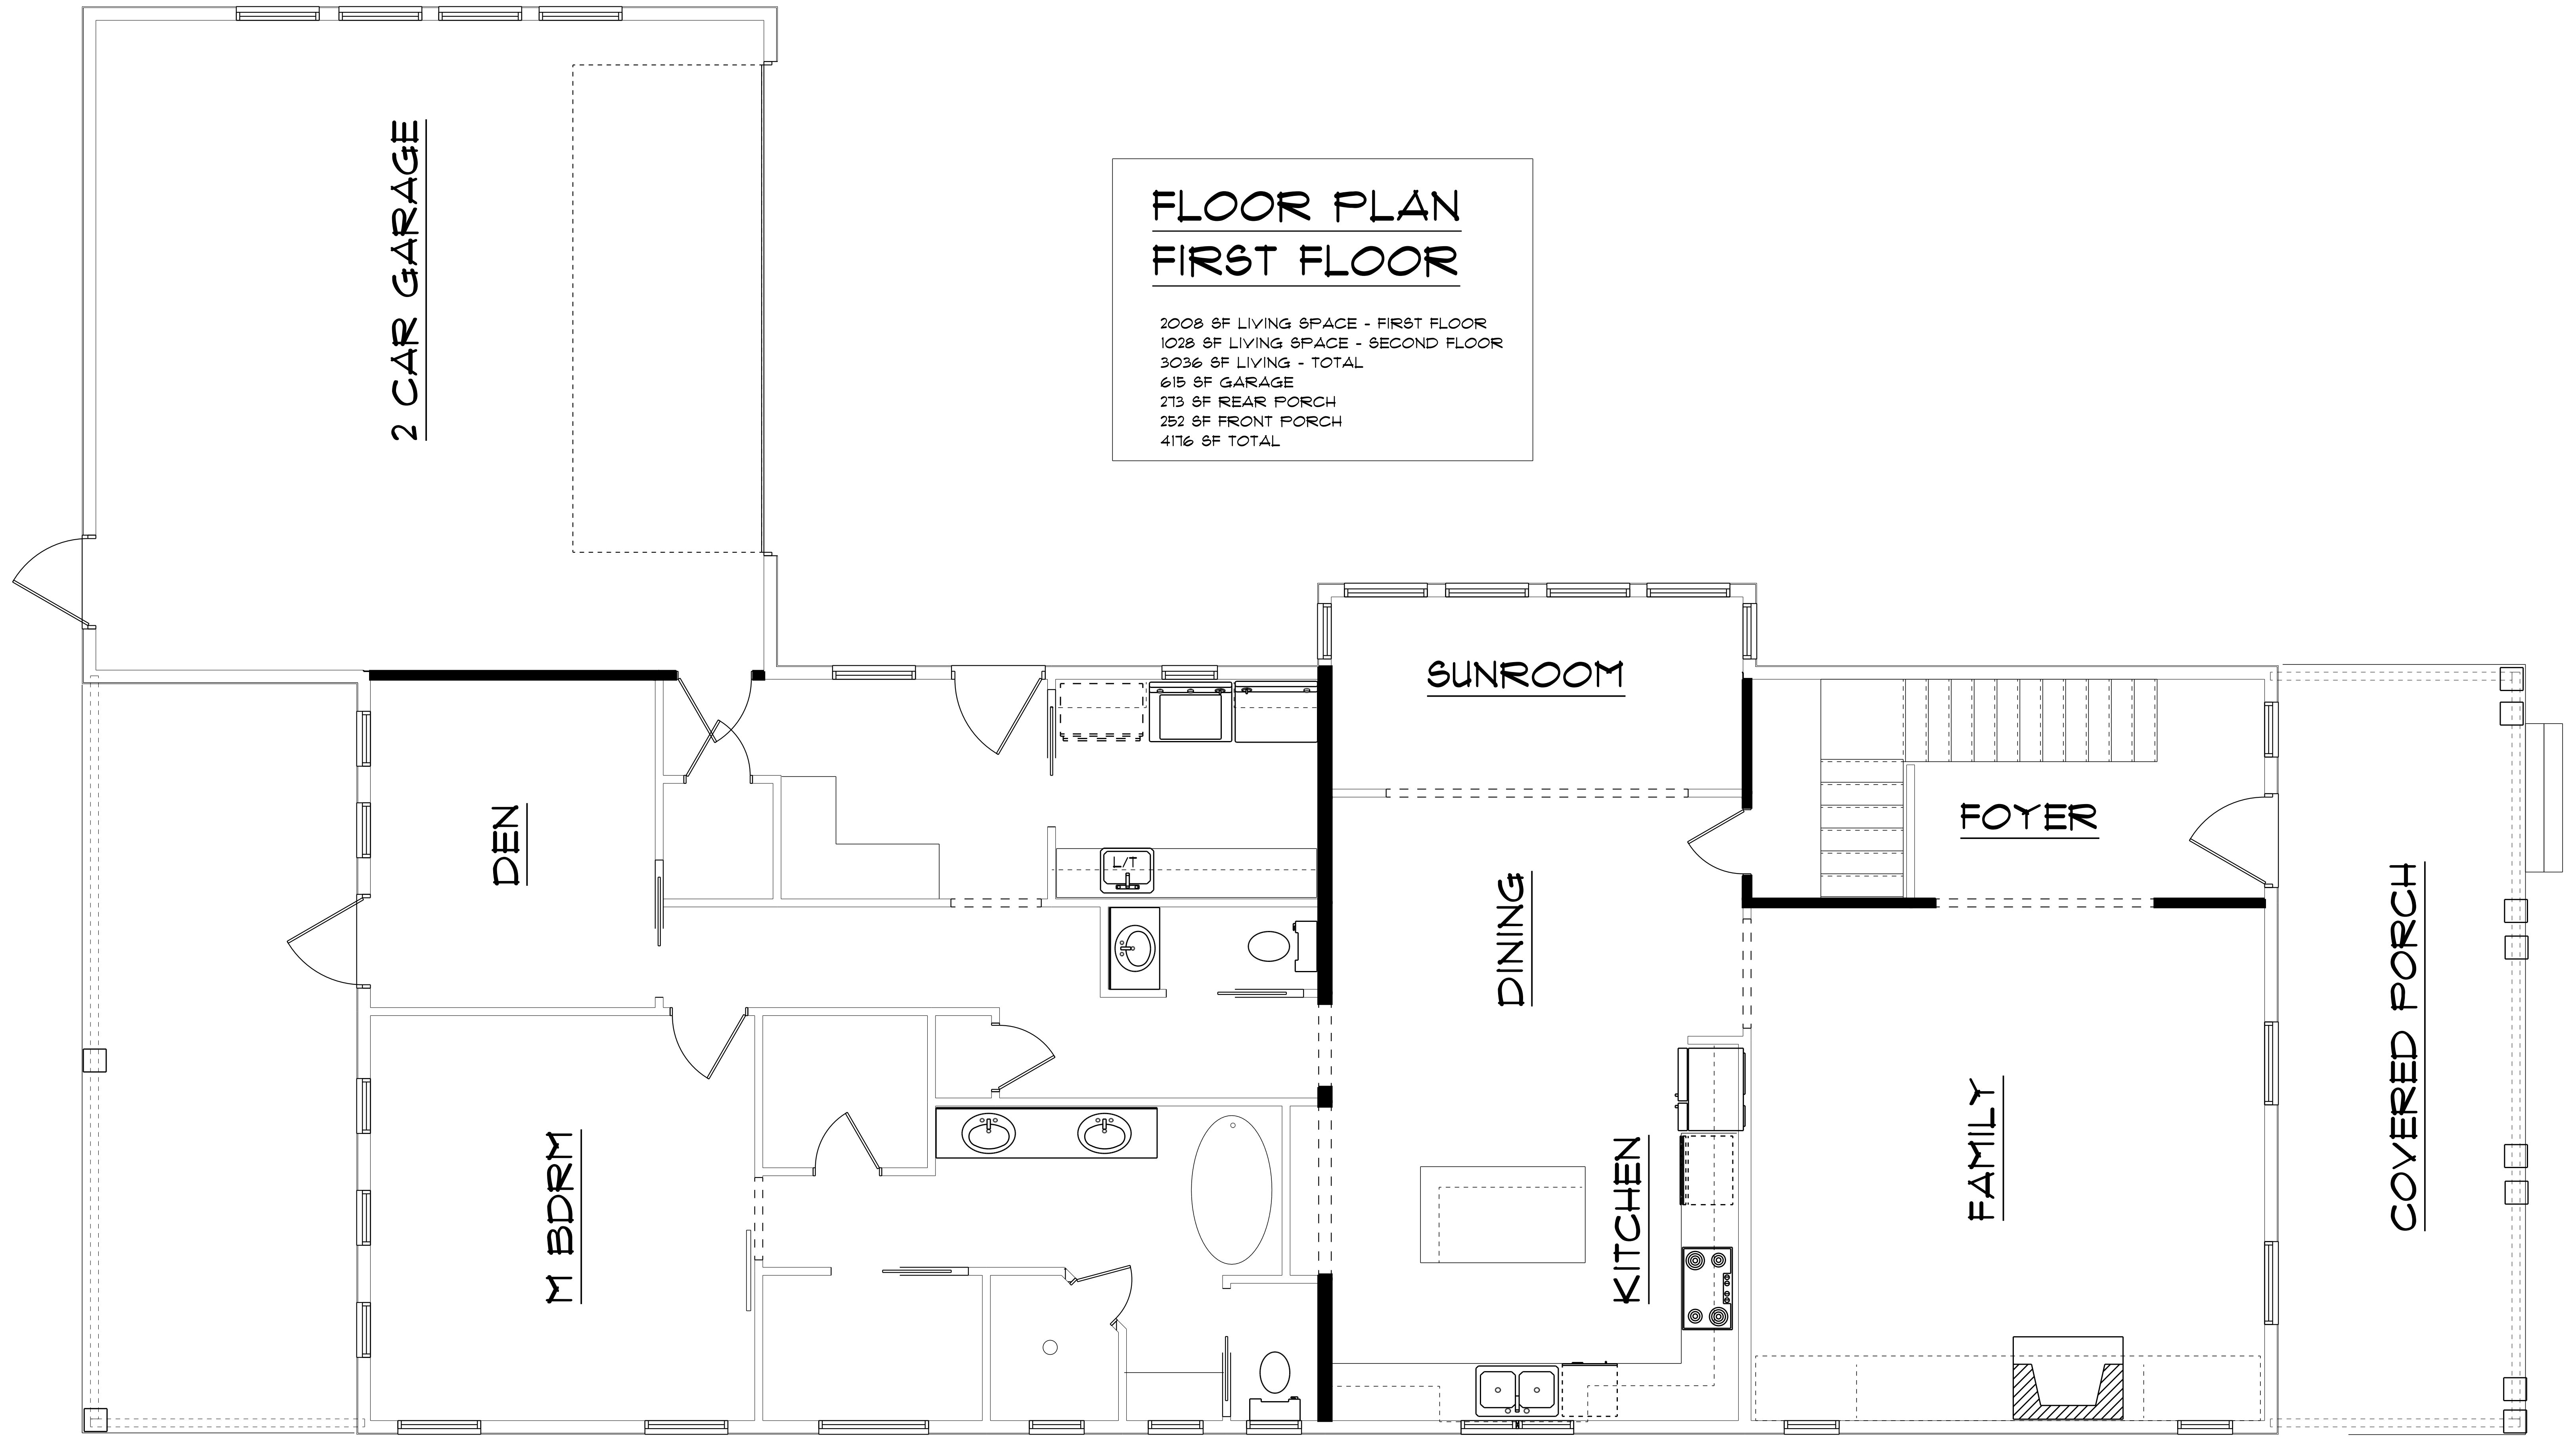 2 CAR GARAGE
FLOOR PLAN
FIRST FLOOR
2008 SF LIVING SPACE - FIRST FLOOR
1028 SF LIVING SPACE - SECOND FLOOR
3036 SF LIVING - TOTAL
615 SF GARAGE
273 SF REAR PORCH
252 SF FRONT PORCH
4176 SF TOTAL
SUNROOM
FOYER
DEN
L/T
DINING
COVERED PORCH
M BDRM
KITCHEN
FAMILY